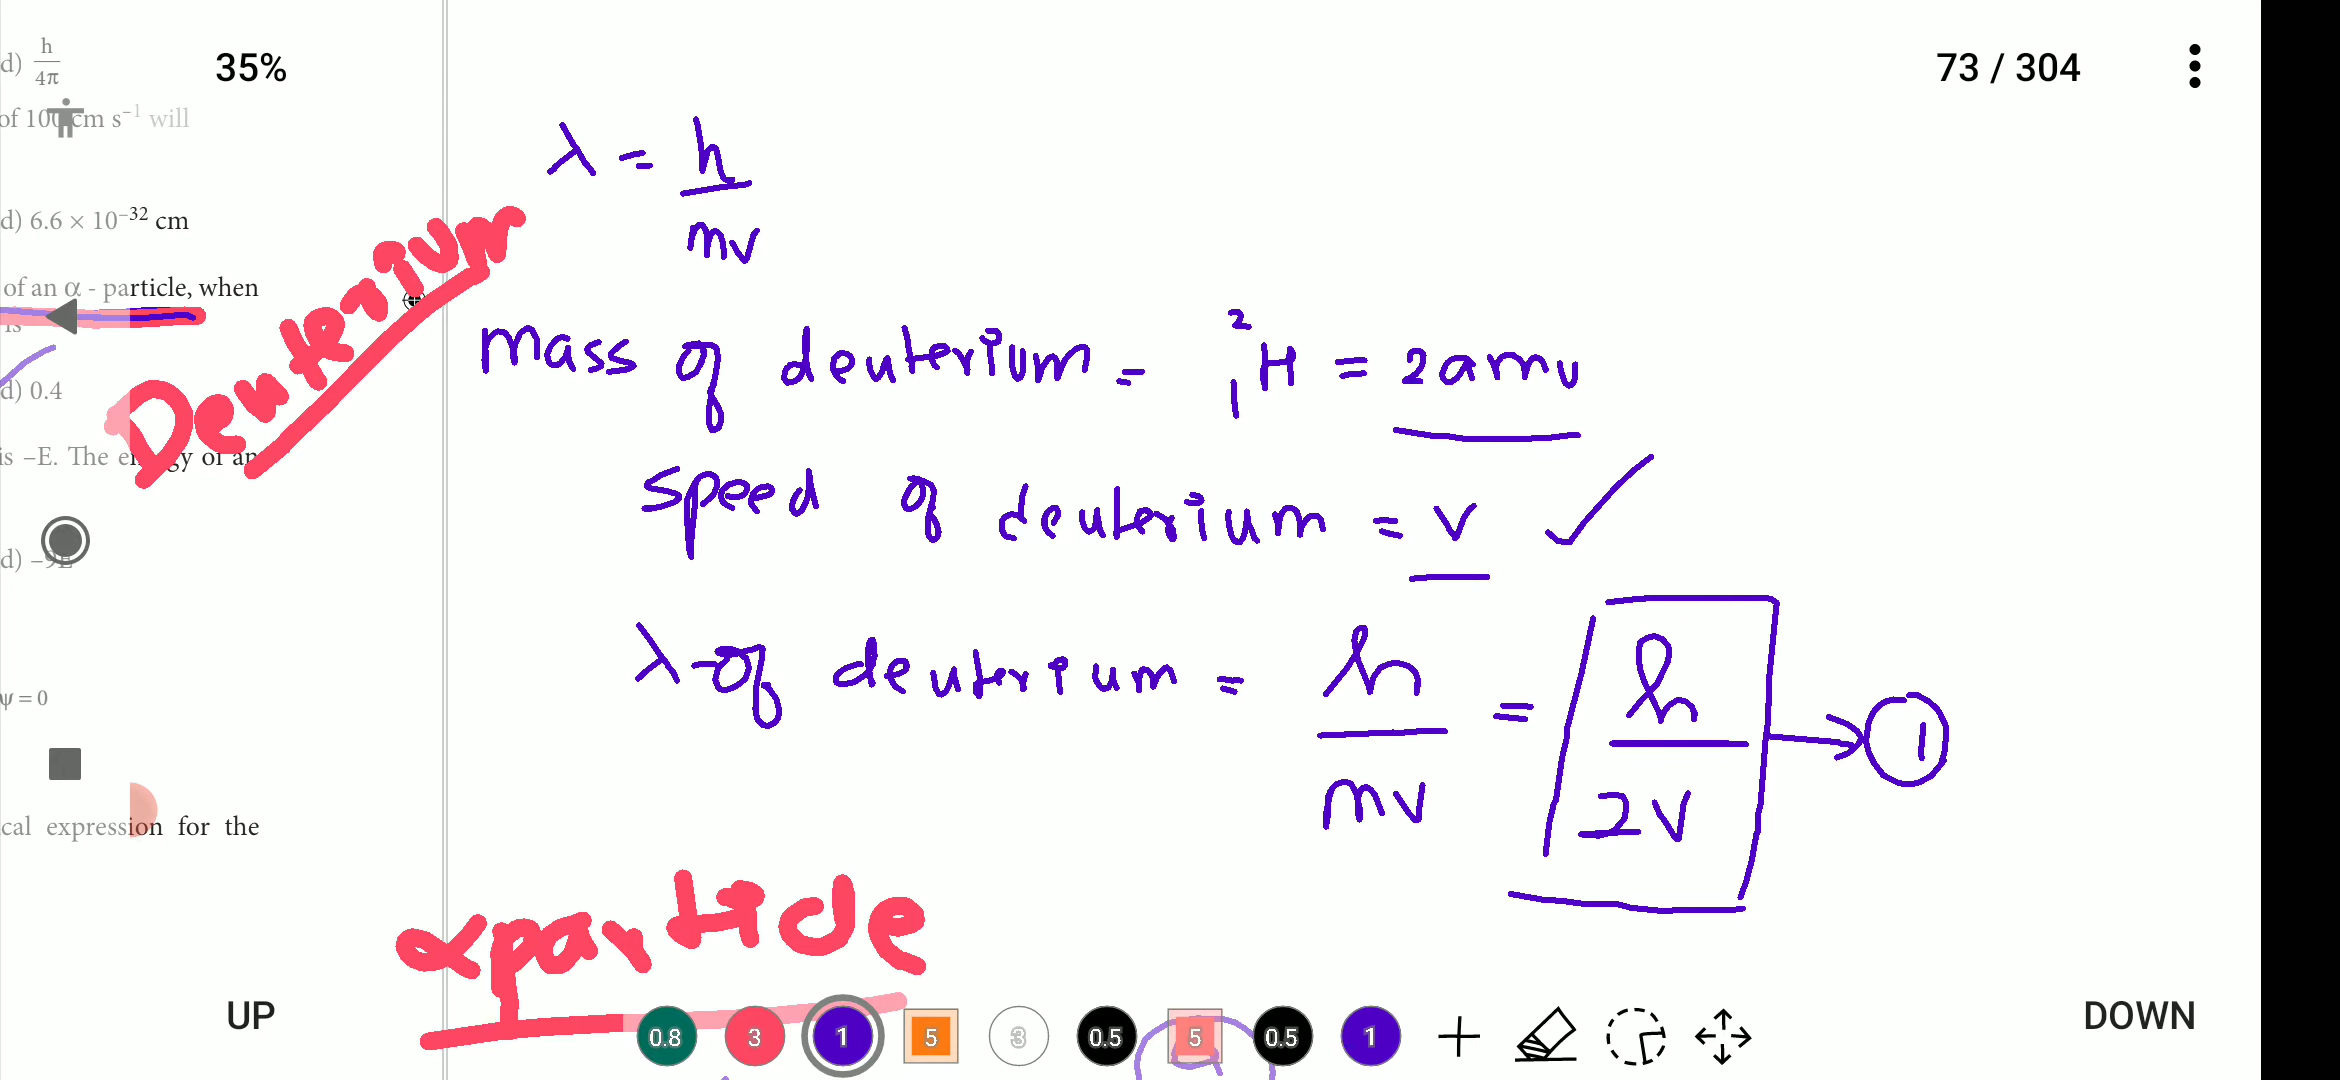 d) h/4π
35%
73 / 304
of 100 cm s⁻¹ will
λ = h/mv
d) 6.6 × 10⁻³² cm
Deuterium
of an α - particle, when
is
mass of deuterium = ²₁H = 2amu
d) 0.4
is –E. The energy of an
speed of deuterium = v ✓
d) –9E
λ of deuterium = h/mv = h/2v → ①
ψ = 0
cal expression for the
α particle
UP
0.8 3 1 5 3 0.5 5 0.5 1
DOWN